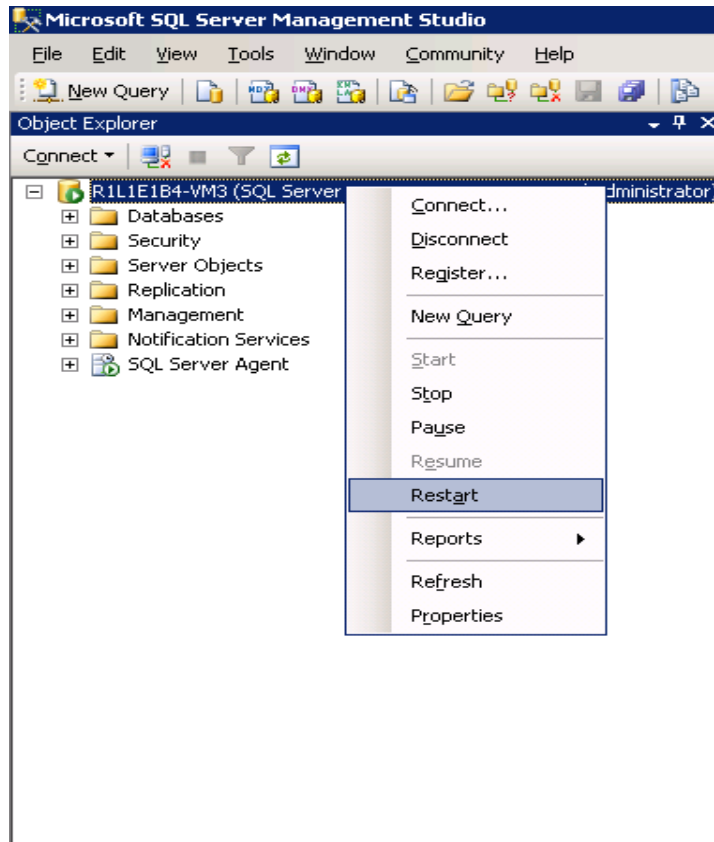 Microsoft SQL Server Management Studio
File Edit View Tools Window Community Help
New Query
Object Explorer
Connect
R1L1E1B4-VM3 (SQL Server dministrator)
Databases
Security
Server Objects
Replication
Management
Notification Services
SQL Server Agent
Connect...
Disconnect
Register...
New Query
Start
Stop
Pause
Resume
Restart
Reports
Refresh
Properties